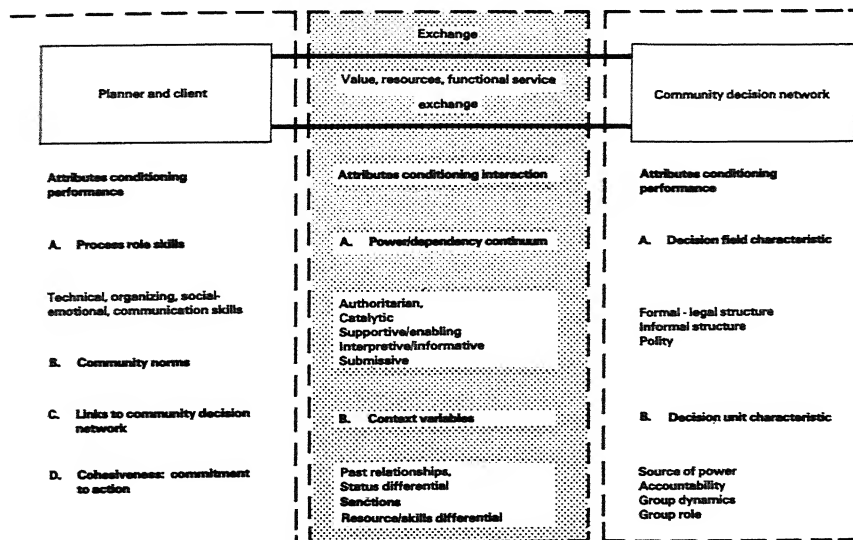 Planner and client
Attributes conditioning
performance
A. Process role skills
Technical, organizing, social-
emotional, communication skills
B. Community norms
C. Links to community decision
network
D. Cohesiveness: commitment
to action
Exchange
Value, resources, functional service
exchange
Attributes conditioning interaction
A. Power/dependency continuum
Authoritarian,
Catalytic
Supportive/enabling
Interpretive/informative
Submissive
B. Context variables
Past relationships,
Status differential
Sanctions
Resource/skills differential
Community decision network
Attributes conditioning
performance
A. Decision field characteristic
Formal - legal structure
Informal structure
Polity
B. Decision unit characteristic
Source of power
Accountability
Group dynamics
Group role